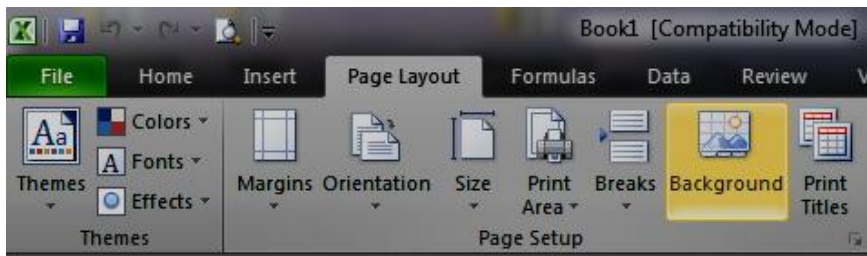 Book1 [Compatibility Mode]
File Home Insert Page Layout Formulas Data Review
Aa Colors
A Fonts
Effects
Themes Margins Orientation Size Print Area Breaks Background Print Titles
Themes Page Setup